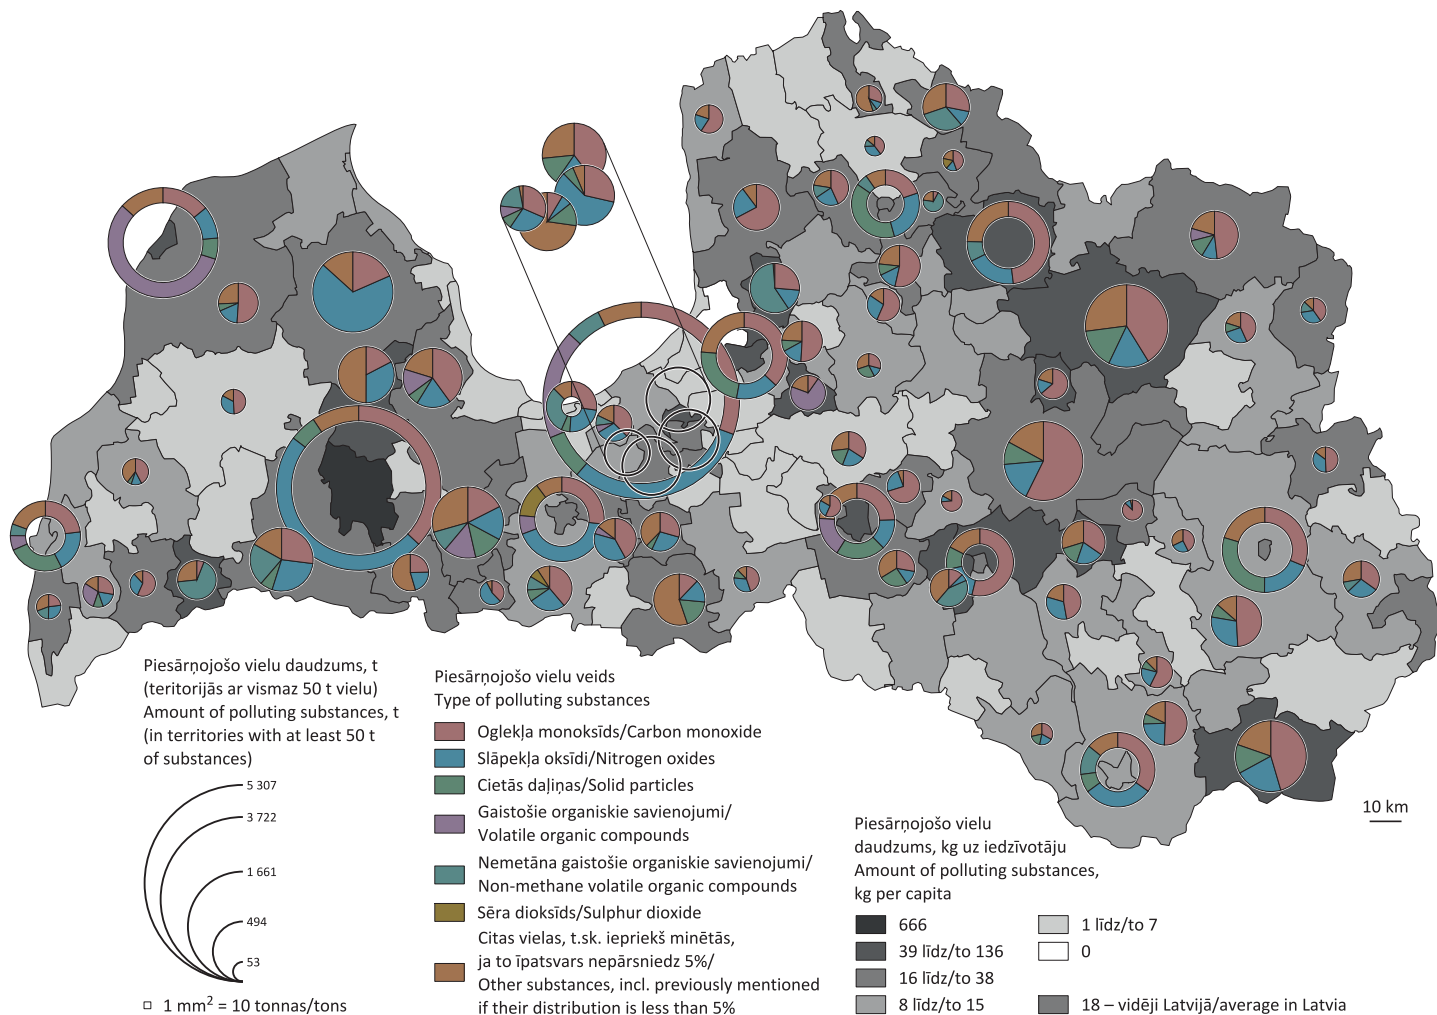 Piesārņojošo vielu daudzums, t
(teritorijās ar vismaz 50 t vielu)
Amount of polluting substances, t
(in territories with at least 50 t
of substances)
5 307
3 722
1 661
494
53
1 mm² = 10 tonnas/tons
Piesārņojošo vielu veids
Type of polluting substances
Oglekļa monoksīds/Carbon monoxide
Slāpekļa oksīdi/Nitrogen oxides
Cietās daļiņas/Solid particles
Gaistošie organiskie savienojumi/
Volatile organic compounds
Nemetāna gaistošie organiskie savienojumi/
Non-methane volatile organic compounds
Sēra dioksīds/Sulphur dioxide
Citas vielas, t.sk. iepriekš minētās,
ja to īpatsvars nepārsniedz 5%/
Other substances, incl. previously mentioned
if their distribution is less than 5%
10 km
Piesārņojošo vielu
daudzums, kg uz iedzīvotāju
Amount of polluting substances,
kg per capita
666
39 līdz/to 136
16 līdz/to 38
8 līdz/to 15
1 līdz/to 7
0
18 – vidēji Latvijā/average in Latvia